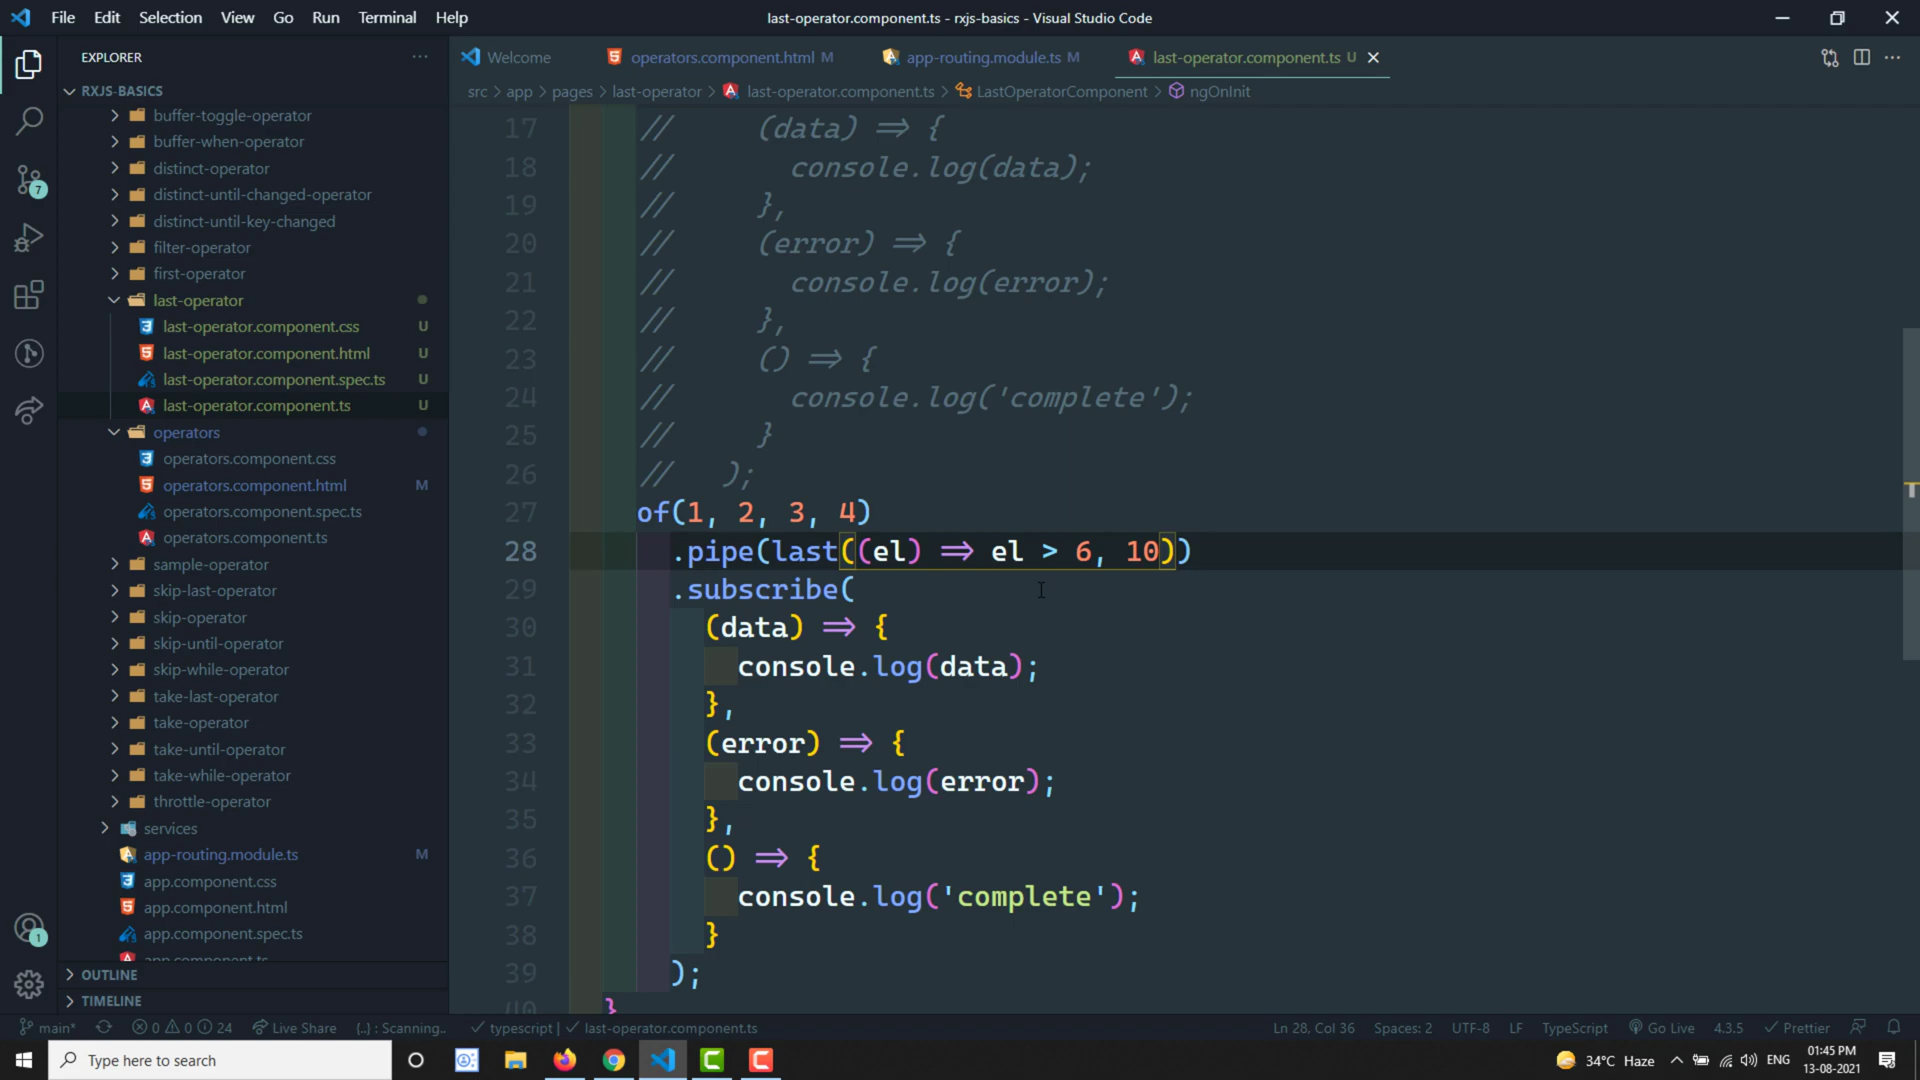 File Edit Selection View Go Run Terminal Help
last-operator.component.ts - rxjs-basics - Visual Studio Code
EXPLORER
RXJS-BASICS
buffer-toggle-operator
buffer-when-operator
distinct-operator
distinct-until-changed-operator
distinct-until-key-changed
filter-operator
first-operator
last-operator
last-operator.component.css U
last-operator.component.html U
last-operator.component.spec.ts U
last-operator.component.ts U
operators
operators.component.css
operators.component.html M
operators.component.spec.ts
operators.component.ts
sample-operator
skip-last-operator
skip-operator
skip-until-operator
skip-while-operator
take-last-operator
take-operator
take-until-operator
take-while-operator
throttle-operator
services
app-routing.module.ts M
app.component.css
app.component.html
app.component.spec.ts
app.component.ts
OUTLINE
TIMELINE
7
1
Welcome
operators.component.html M
app-routing.module.ts M
last-operator.component.ts U
src > app > pages > last-operator > last-operator.component.ts > LastOperatorComponent > ngOnInit
17 // (data) => {
18 // console.log(data);
19 // },
20 // (error) => {
21 // console.log(error);
22 // },
23 // () => {
24 // console.log('complete');
25 // }
26 // );
27 of(1, 2, 3, 4)
28 .pipe(last((el) => el > 6, 10))
29 .subscribe(
30 (data) => {
31 console.log(data);
32 },
33 (error) => {
34 console.log(error);
35 },
36 () => {
37 console.log('complete');
38 }
39 );
40 }
main* 0 0 24 Live Share {..} : Scanning.. typescript | last-operator.component.ts
Ln 28, Col 36 Spaces: 2 UTF-8 LF TypeScript Go Live 4.3.5 Prettier
Type here to search
34°C Haze
ENG
01:45 PM
13-08-2021